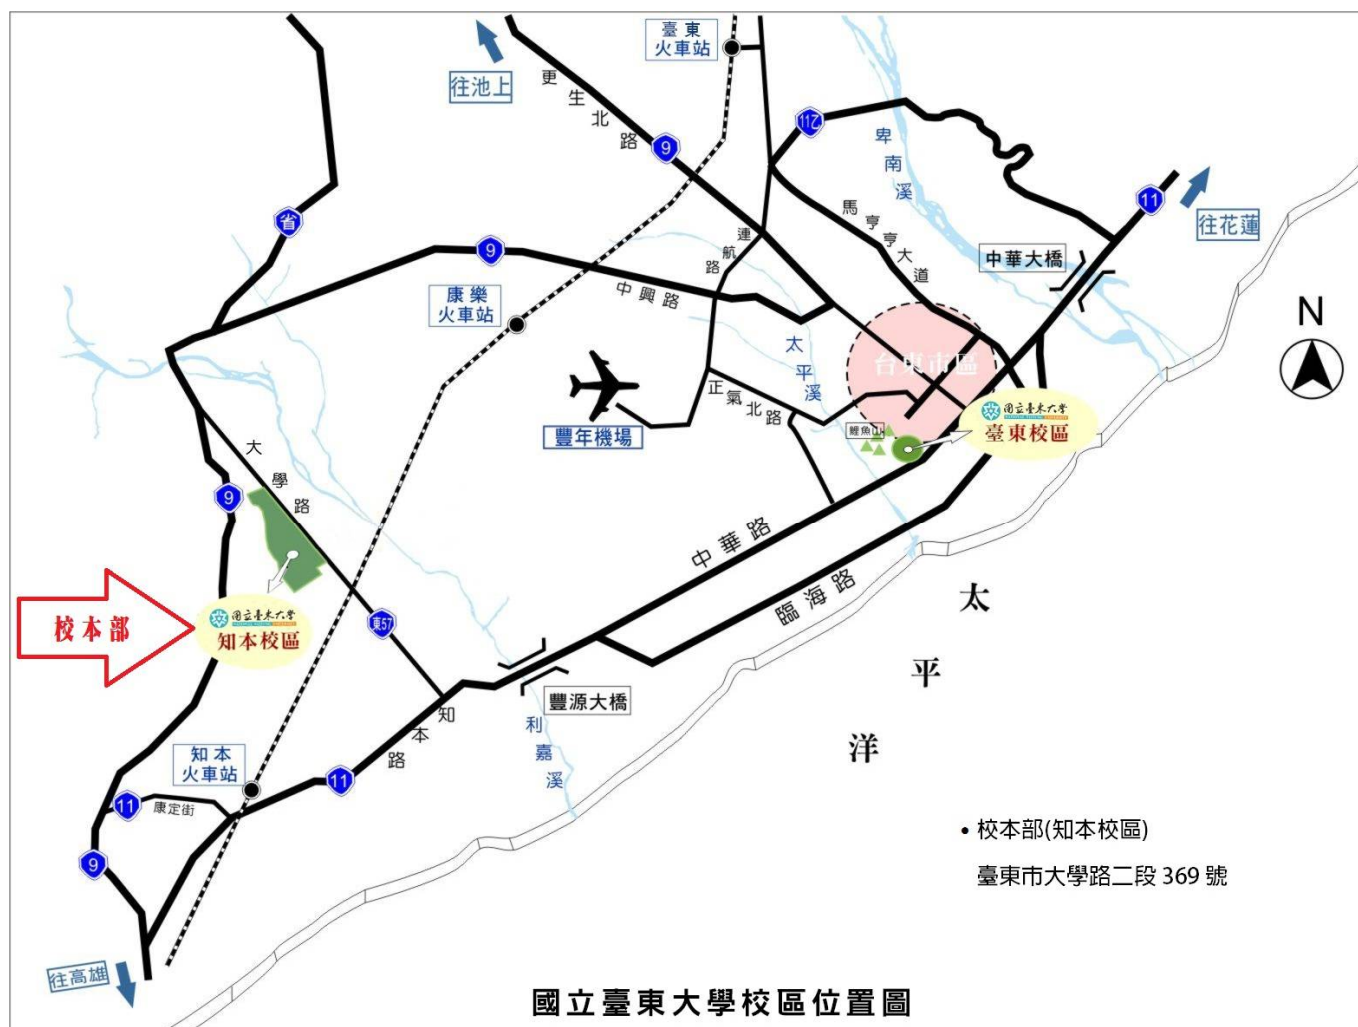 臺東
火車站
往池上
更生北路
9
11乙
卑南溪
11
往花蓮
省
9
連航路
馬亨亨大道
中華大橋
康樂
火車站
中興路
N
太平溪
台東市區
豐年機場
正氣北路
鯉魚山
國立臺東大學
臺東校區
大學路
9
中華路
臨海路
太平洋
校本部
國立臺東大學
知本校區
東57
豐源大橋
利嘉溪
知本路
知本
火車站
11
11
康定街
9
往高雄
• 校本部(知本校區)
臺東市大學路二段 369 號
國立臺東大學校區位置圖